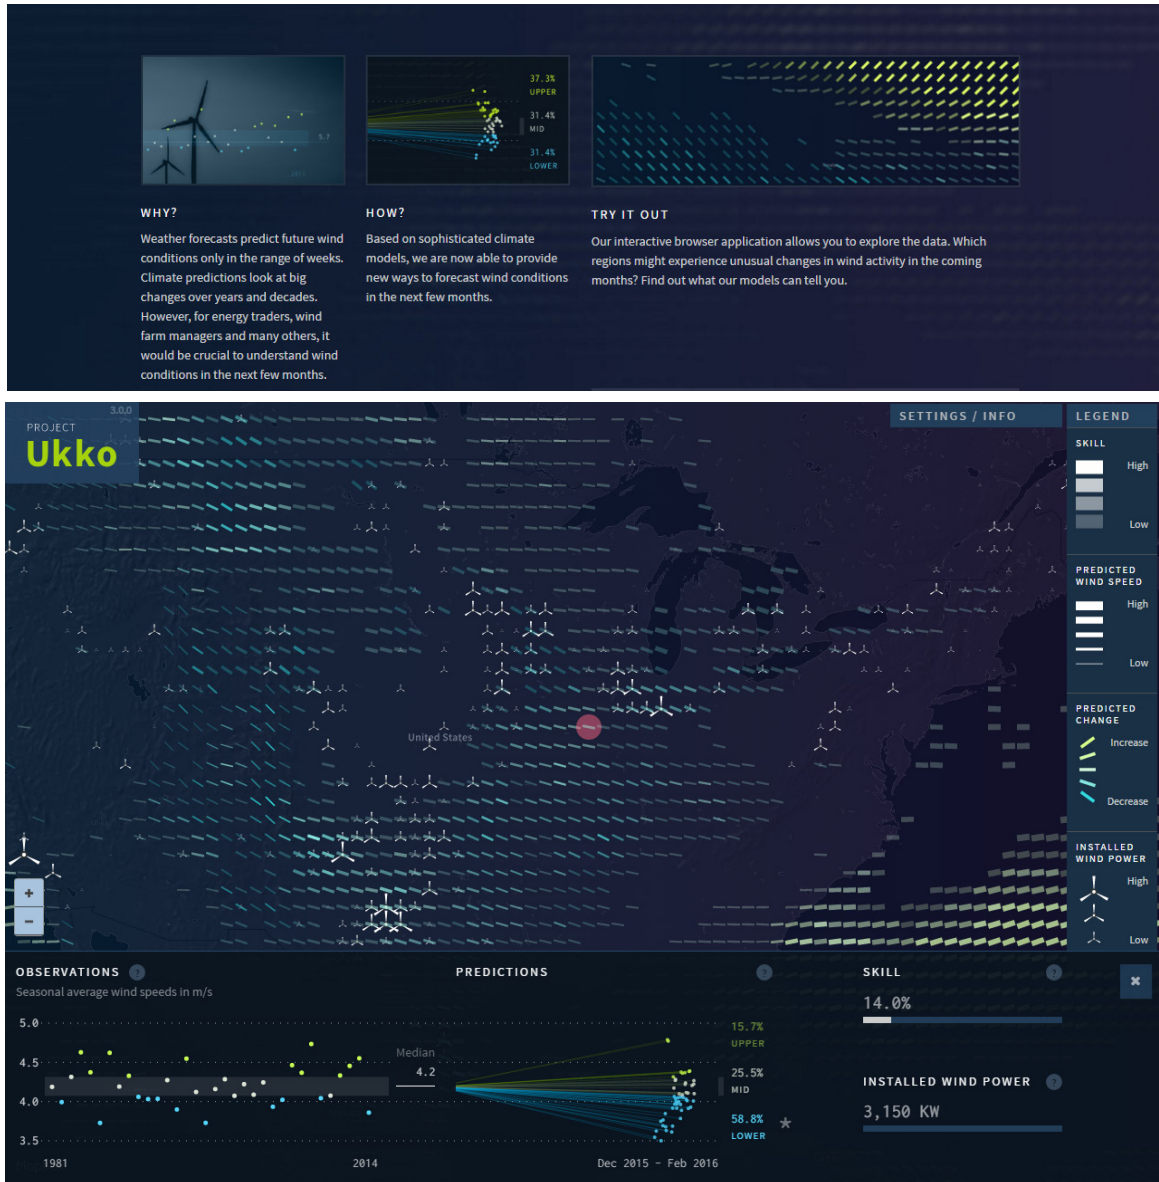 37.3%
UPPER
31.4%
MID
31.4%
LOWER
5.7
WHY?
Weather forecasts predict future wind
conditions only in the range of weeks.
Climate predictions look at big
changes over years and decades.
However, for energy traders, wind
farm managers and many others, it
would be crucial to understand wind
conditions in the next few months.
HOW?
Based on sophisticated climate
models, we are now able to provide
new ways to forecast wind conditions
in the next few months.
TRY IT OUT
Our interactive browser application allows you to explore the data. Which
regions might experience unusual changes in wind activity in the coming
months? Find out what our models can tell you.
3.0.0
PROJECT
Ukko
SETTINGS / INFO
LEGEND
SKILL
High
Low
PREDICTED
WIND SPEED
High
Low
PREDICTED
CHANGE
Increase
Decrease
INSTALLED
WIND POWER
High
Low
United States
+
−
OBSERVATIONS ?
Seasonal average wind speeds in m/s
5.0
4.5
4.0
3.5
Median
4.2
1981
2014
PREDICTIONS ?
15.7%
UPPER
25.5%
MID
58.8%
LOWER
*
Dec 2015 – Feb 2016
SKILL ?
14.0%
INSTALLED WIND POWER ?
3,150 KW